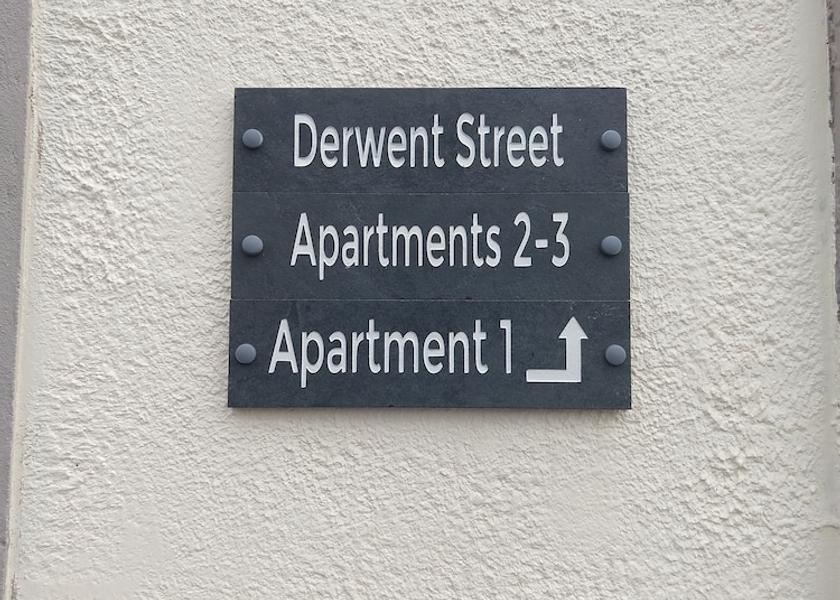 Derwent Street
Apartments 2-3
Apartment 1